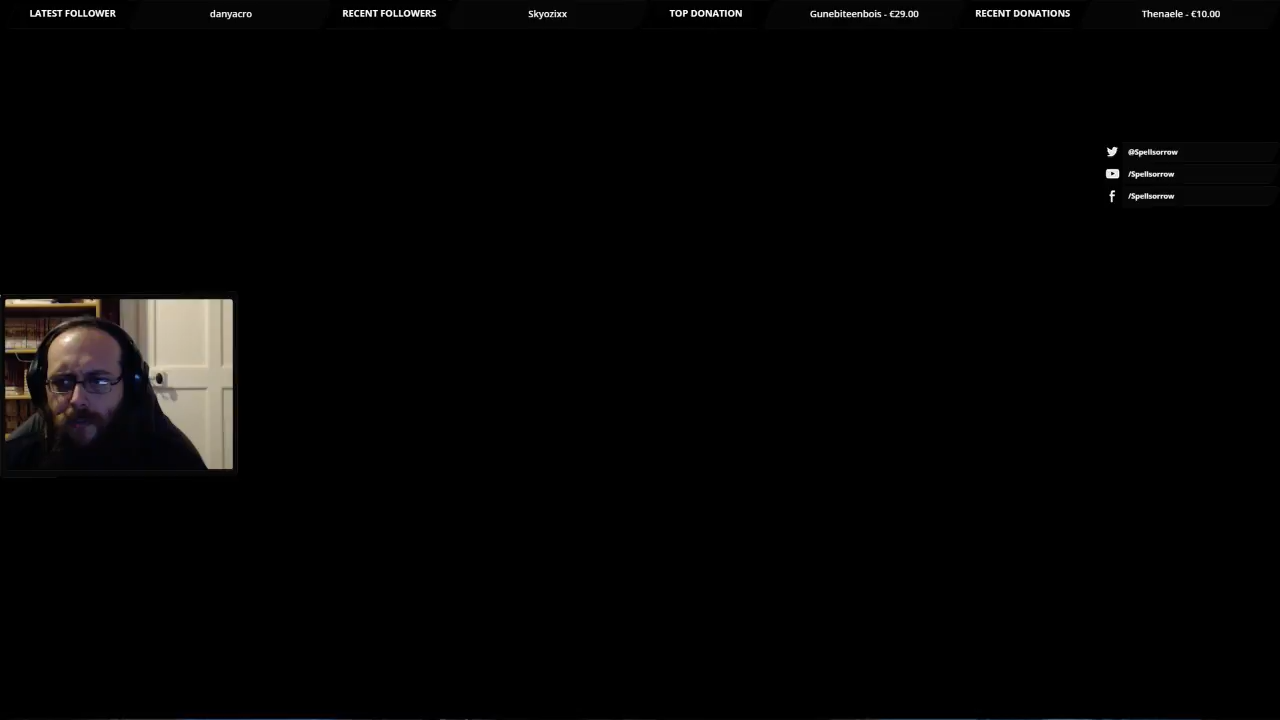 LATEST FOLLOWER danyacro RECENT FOLLOWERS Skyozixx TOP DONATION Gunebiteenbois - €29.00 RECENT DONATIONS Thenaele - €10.00
@Spellsorrow
/Spellsorrow
/Spellsorrow